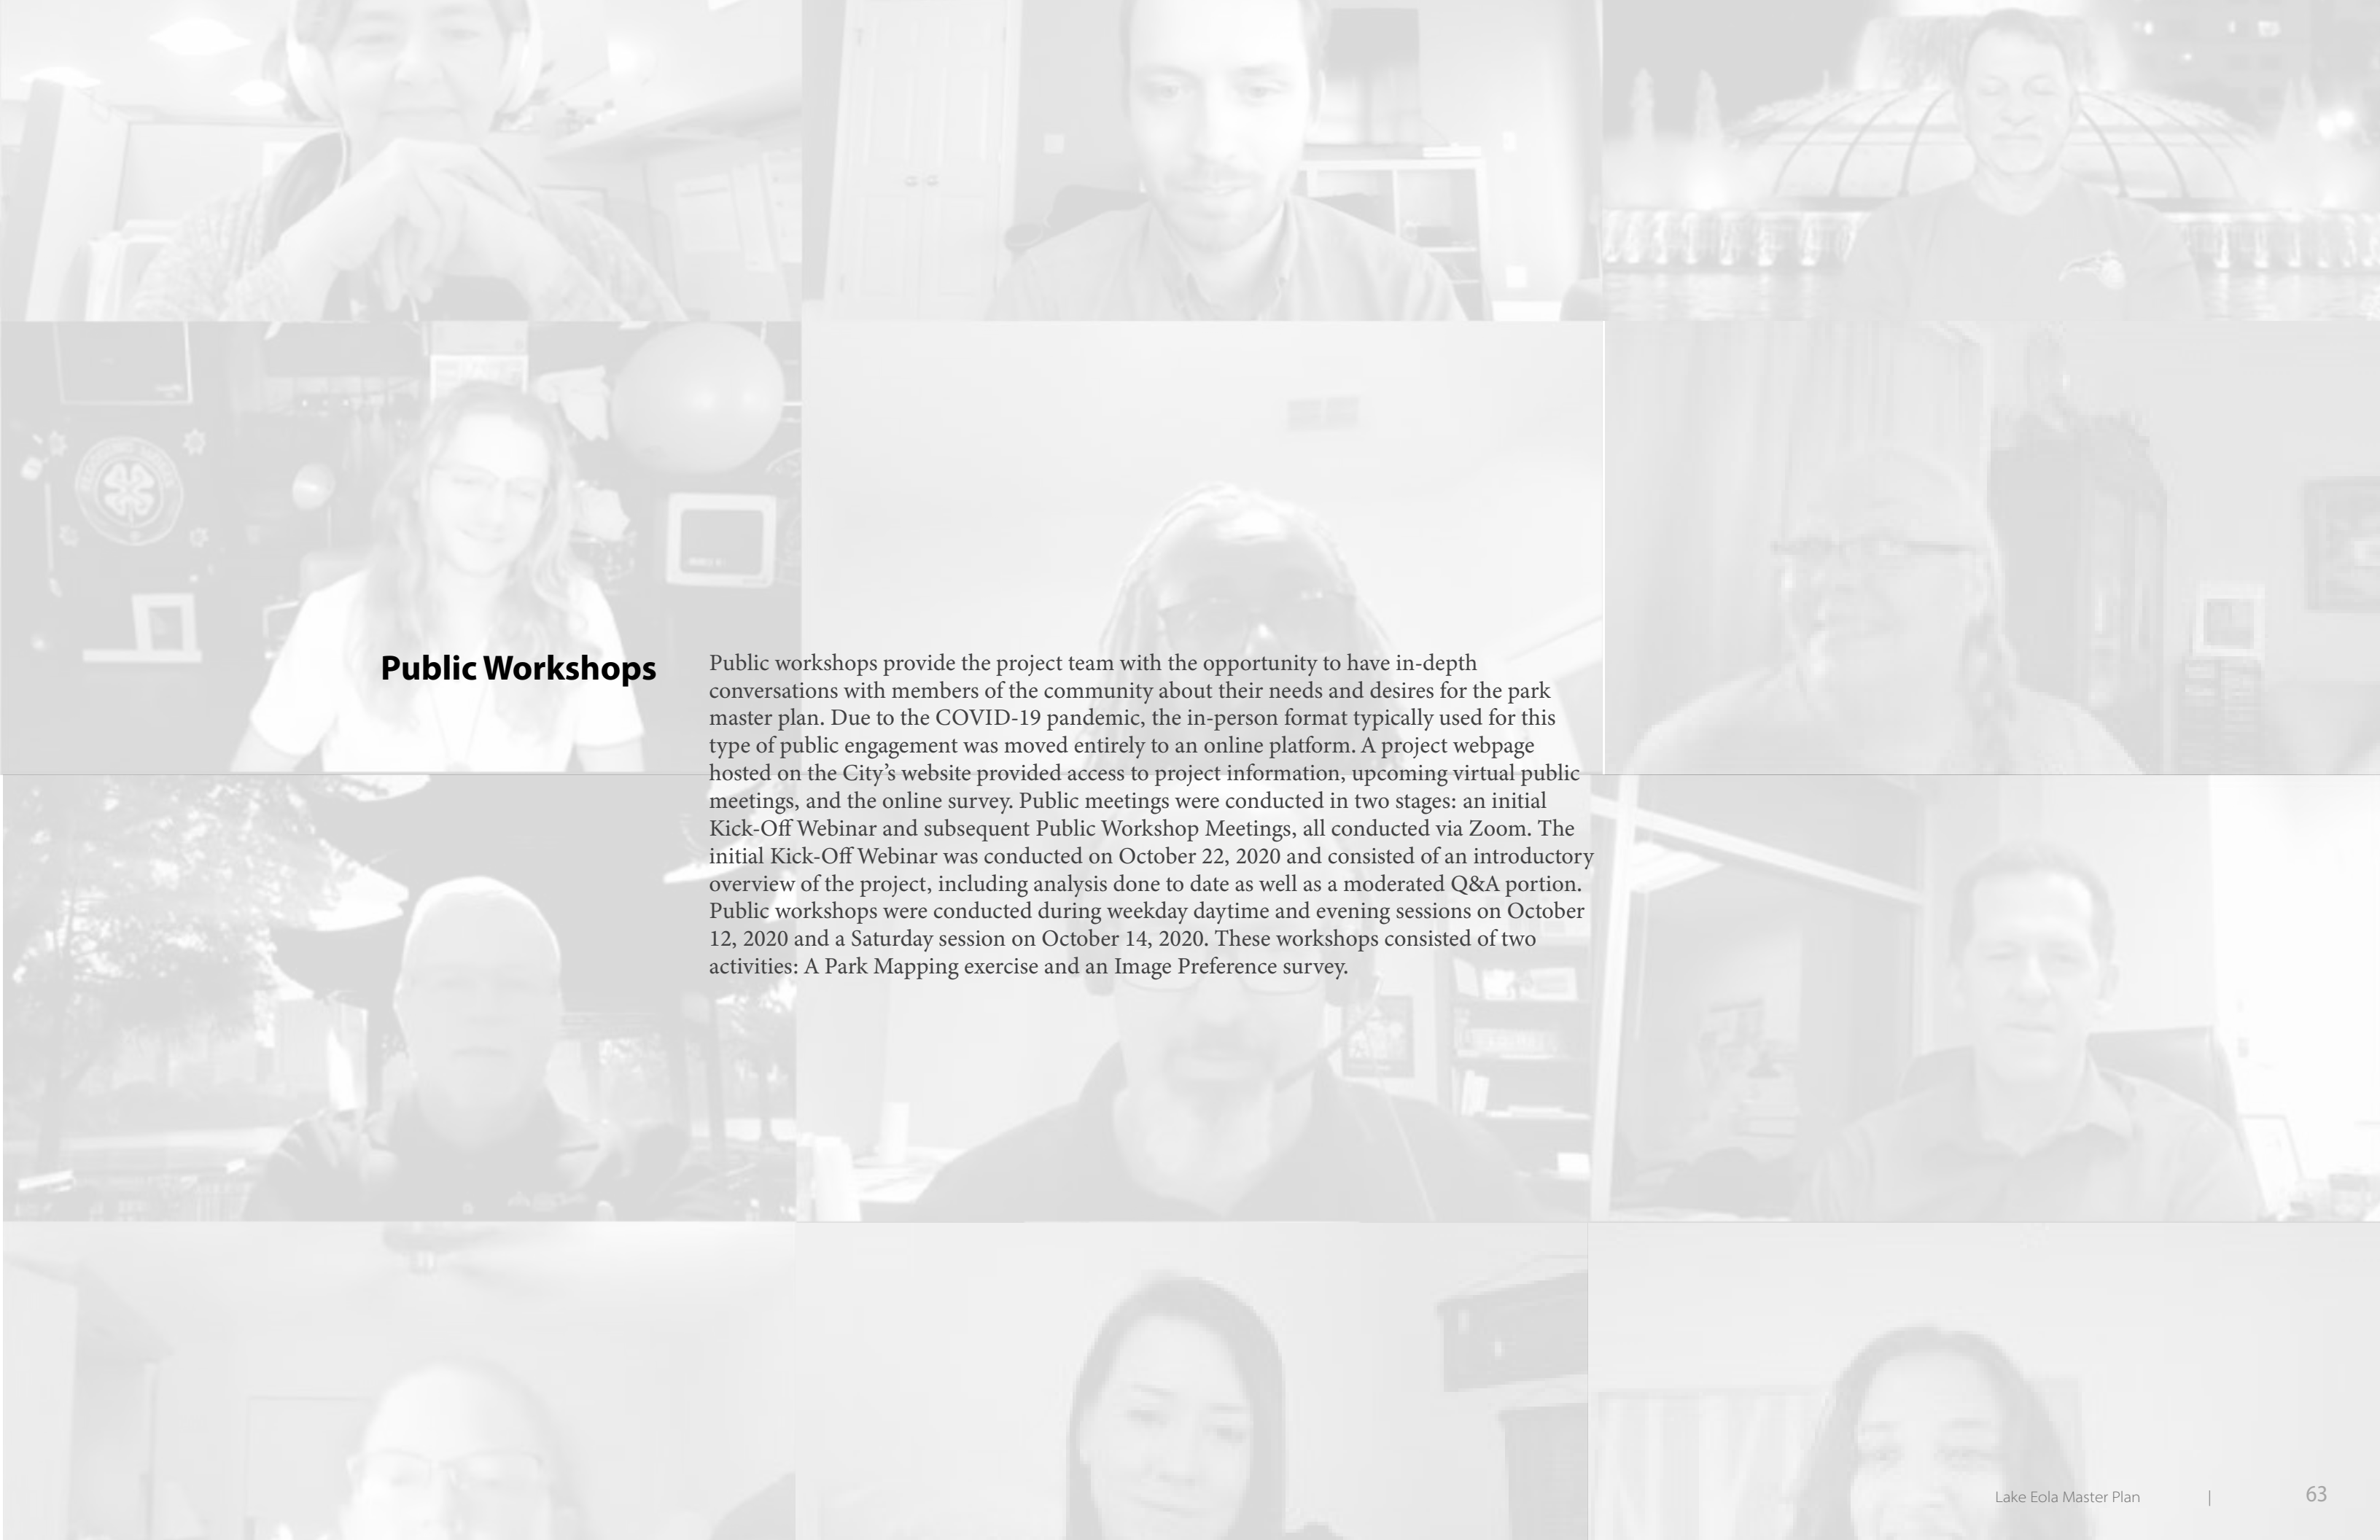 Public Workshops
Public workshops provide the project team with the opportunity to have in-depth
conversations with members of the community about their needs and desires for the park
master plan. Due to the COVID-19 pandemic, the in-person format typically used for this
type of public engagement was moved entirely to an online platform. A project webpage
hosted on the City’s website provided access to project information, upcoming virtual public
meetings, and the online survey. Public meetings were conducted in two stages: an initial
Kick-Off Webinar and subsequent Public Workshop Meetings, all conducted via Zoom. The
initial Kick-Off Webinar was conducted on October 22, 2020 and consisted of an introductory
overview of the project, including analysis done to date as well as a moderated Q&A portion.
Public workshops were conducted during weekday daytime and evening sessions on October
12, 2020 and a Saturday session on October 14, 2020. These workshops consisted of two
activities: A Park Mapping exercise and an Image Preference survey.
Lake Eola Master Plan | 63